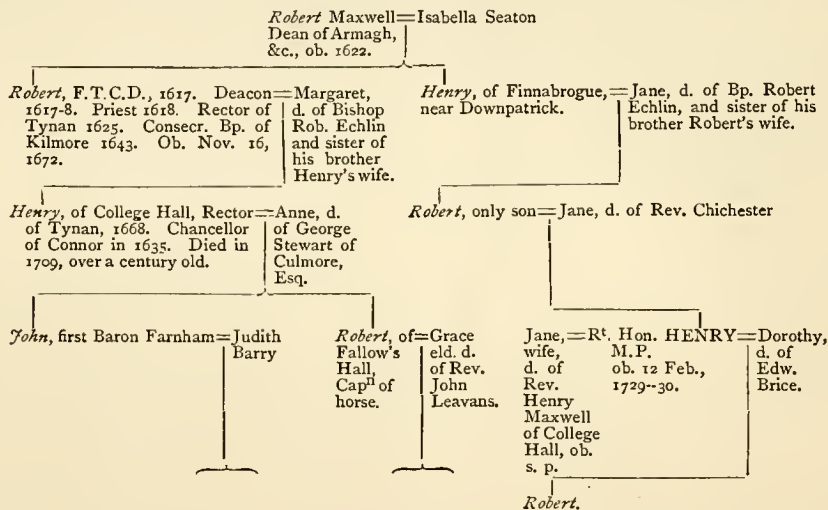 Robert Maxwell=Isabella Seaton
Dean of Armagh,
&c., ob. 1622.
Robert, F.T.C.D., 1617. Deacon=Margaret,
1617-8. Priest 1618. Rector of
Tynan 1625. Consecr. Bp. of
Kilmore 1643. Ob. Nov. 16,
1672.
d. of Bishop
Rob. Echlin
and sister of
his brother
Henry's wife.
Henry, of Finnabrogue,=Jane, d. of Bp. Robert
near Downpatrick.
Echlin, and sister of his
brother Robert's wife.
Henry, of College Hall, Rector=Anne, d.
of Tynan, 1668. Chancellor
of Connor in 1635. Died in
1709, over a century old.
of George
Stewart of
Culmore,
Esq.
Robert, only son=Jane, d. of Rev. Chichester
John, first Baron Farnham=Judith
Barry
Robert, of=Grace
Fallow's
Hall,
Capn of
horse.
eld. d.
of Rev.
John
Leavans.
Jane,=Rt. Hon. HENRY=Dorothy,
wife,
d. of
Rev.
Henry
Maxwell
of College
Hall, ob.
s. p.
M.P.
ob. 12 Feb.,
1729--30.
d. of
Edw.
Brice.
Robert.